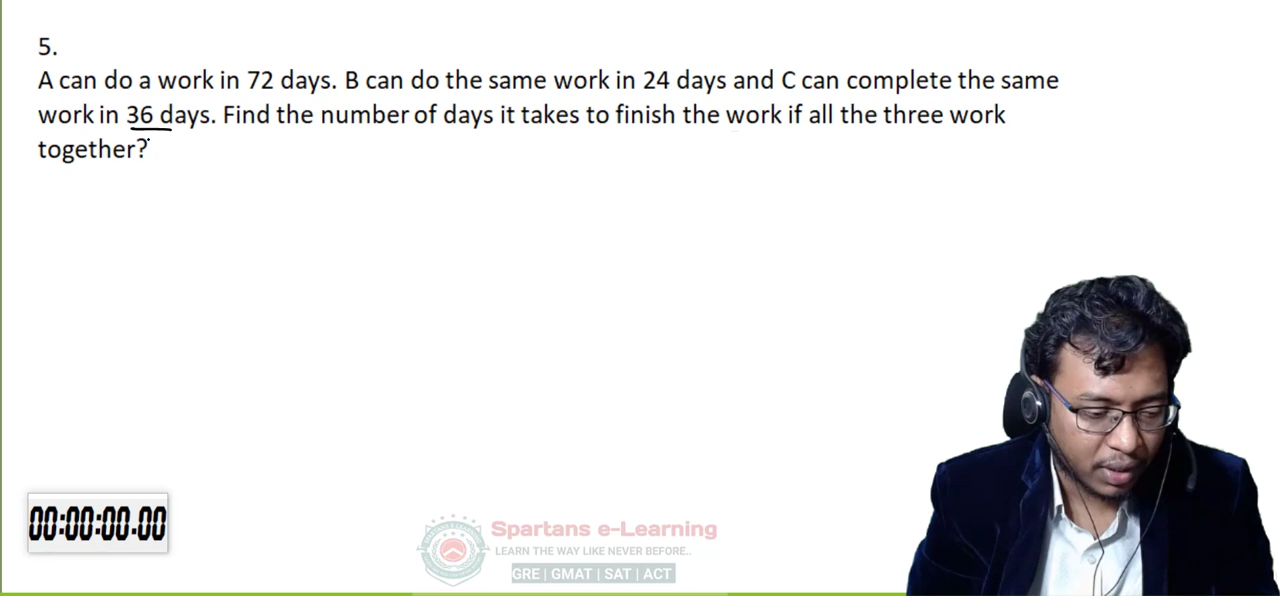 5.
A can do a work in 72 days. B can do the same work in 24 days and C can complete the same
work in 36 days. Find the number of days it takes to finish the work if all the three work
together?
00:00:00.00
Spartans e-Learning
LEARN THE WAY LIKE NEVER BEFORE..
GRE | GMAT | SAT | ACT